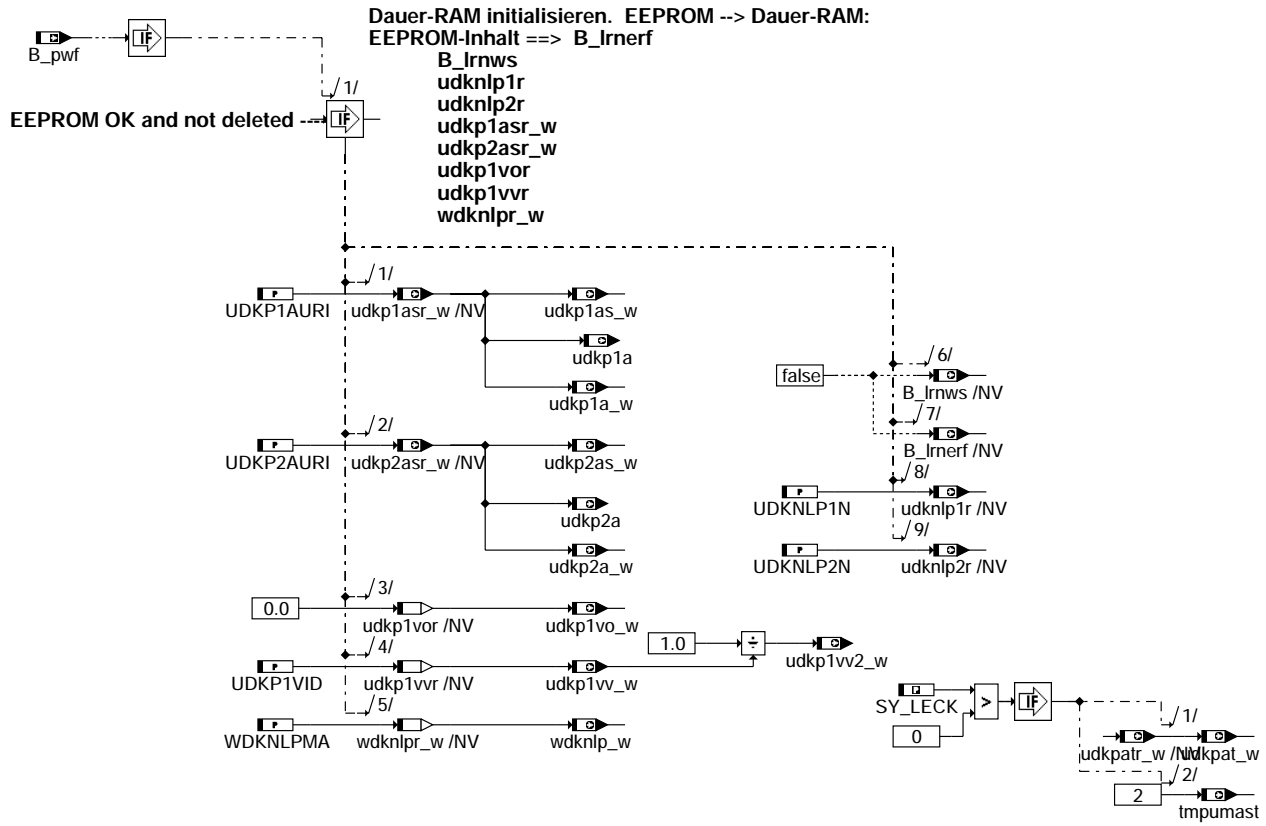 Dauer-RAM initialisieren. EEPROM --> Dauer-RAM:
EEPROM-Inhalt ==> B_lrnerf
B_lrnws
udknlp1r
udknlp2r
udkp1asr_w
udkp2asr_w
udkp1vor
udkp1vvr
wdknlpr_w
B_pwf
IF
/1/
EEPROM OK and not deleted
IF
/1/
P
UDKP1AURI
udkp1asr_w /NV
udkp1as_w
udkp1a
udkp1a_w
/2/
P
UDKP2AURI
udkp2asr_w /NV
udkp2as_w
udkp2a
udkp2a_w
/3/
0.0
udkp1vor /NV
udkp1vo_w
/4/
P
UDKP1VID
udkp1vvr /NV
udkp1vv_w
1.0
÷
udkp1vv2_w
/5/
P
WDKNLPMA
wdknlpr_w /NV
wdknlp_w
false
/6/
B_lrnws /NV
/7/
B_lrnerf /NV
/8/
P
UDKNLP1N
udknlp1r /NV
/9/
P
UDKNLP2N
udknlp2r /NV
SY_LECK
>
IF
0
/1/
udkpatr_w /NV
udkpat_w
/2/
2
tmpumast